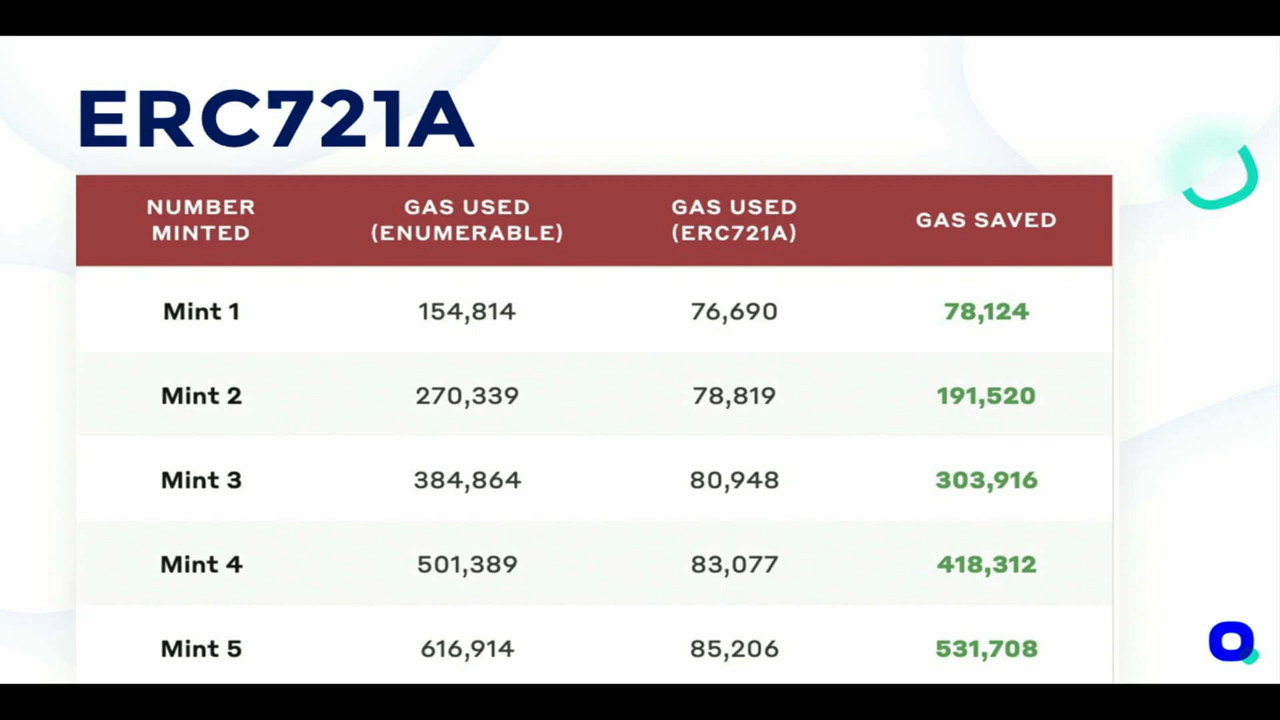 ERC721A
NUMBER MINTED GAS USED (ENUMERABLE) GAS USED (ERC721A) GAS SAVED
Mint 1 154,814 76,690 78,124
Mint 2 270,339 78,819 191,520
Mint 3 384,864 80,948 303,916
Mint 4 501,389 83,077 418,312
Mint 5 616,914 85,206 531,708